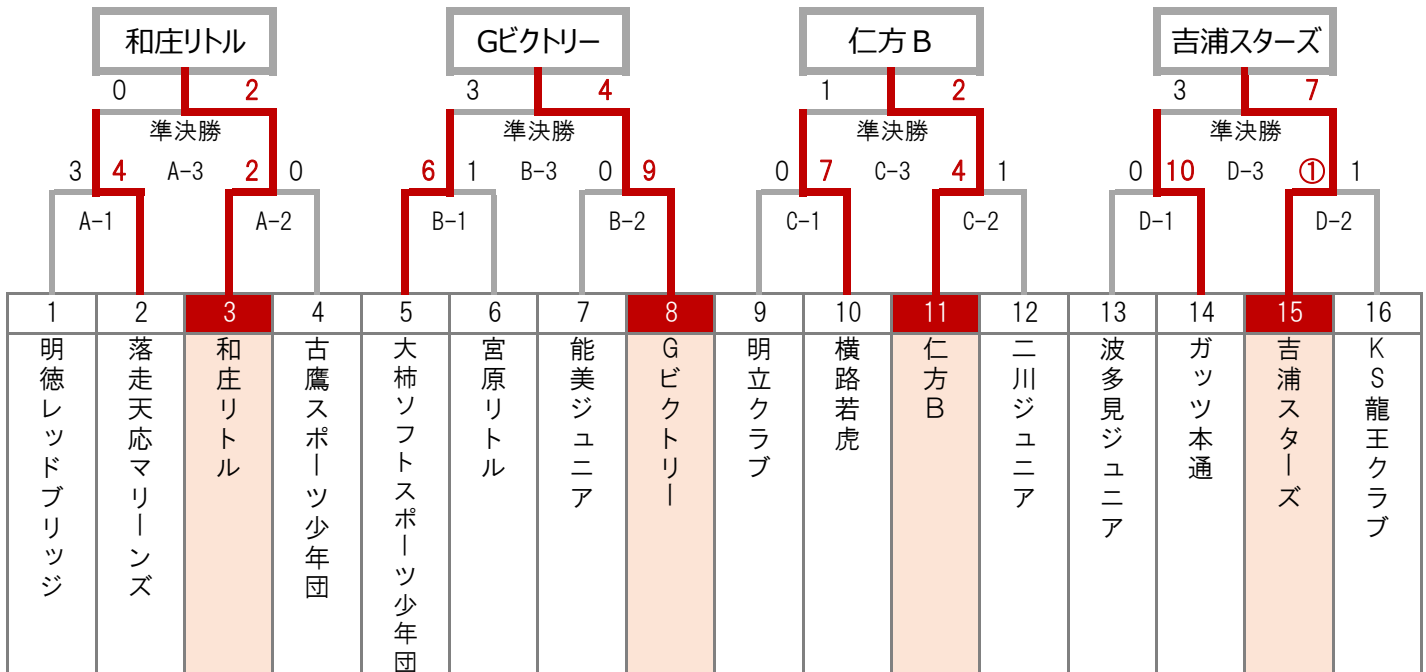 和庄リトル
Gビクトリー
仁方B
吉浦スターズ
0 2 3 4 1 2 3 7
準決勝 準決勝 準決勝 準決勝
3 4 A-3 2 0 6 1 B-3 0 9 0 7 C-3 4 1 0 10 D-3 ① 1
A-1 A-2 B-1 B-2 C-1 C-2 D-1 D-2
1 2 3 4 5 6 7 8 9 10 11 12 13 14 15 16
明徳レッドブリッジ
落走天応マリーンズ
和庄リトル
古鷹スポーツ少年団
大柿ソフトスポーツ少年団
宮原リトル
能美ジュニア
Gビクトリー
明立クラブ
横路若虎
仁方B
二川ジュニア
波多見ジュニア
ガッツ本通
吉浦スターズ
KS龍王クラブ